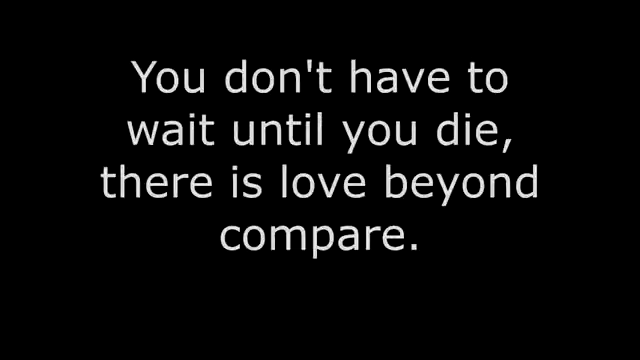 You don't have to
wait until you die,
there is love beyond
compare.